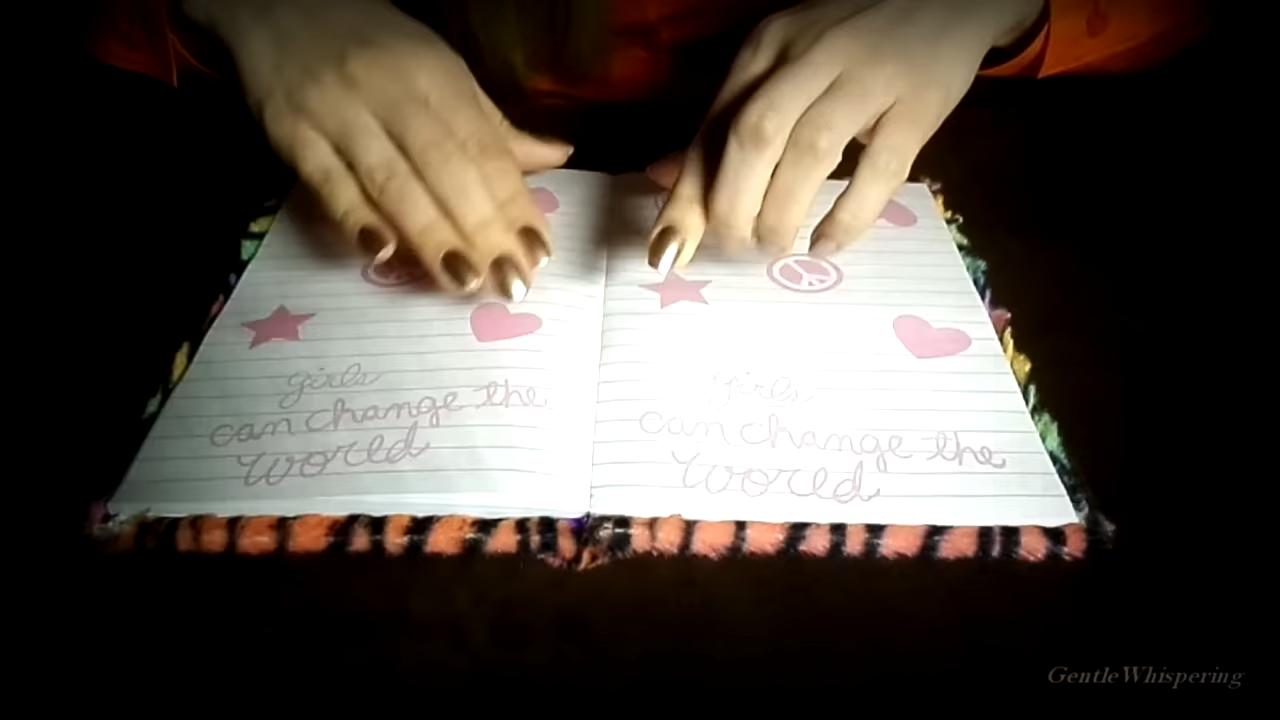 girls
can change the
world
girls
can change the
world
GentleWhispering